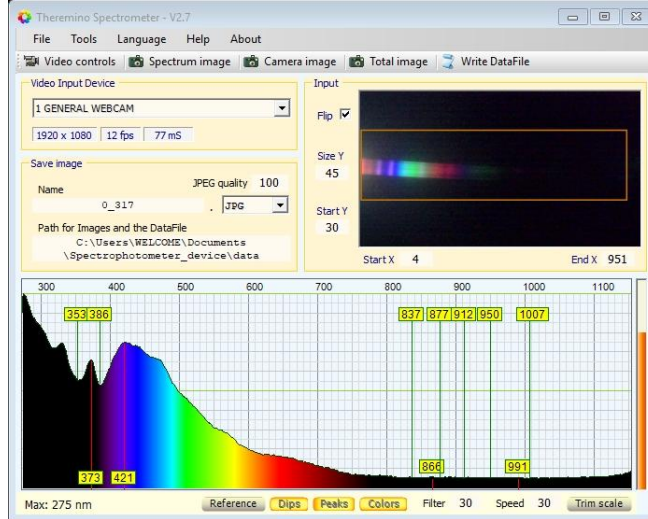 Theremino Spectrometer - V2.7
File Tools Language Help About
Video controls Spectrum image Camera image Total image Write DataFile
Video Input Device
1 GENERAL WEBCAM
1920 x 1080 12 fps 77 mS
Save image
Name JPEG quality 100
0_317 . JPG
Path for Images and the DataFile
C:\Users\WELCOME\Documents
\Spectrophotometer_device\data
Input
Flip
Size Y
45
Start Y
30
Start X 4 End X 951
300 400 500 600 700 800 900 1000 1100
353 386 837 877 912 950 1007
866 991
373 421
Max: 275 nm Reference Dips Peaks Colors Filter 30 Speed 30 Trim scale